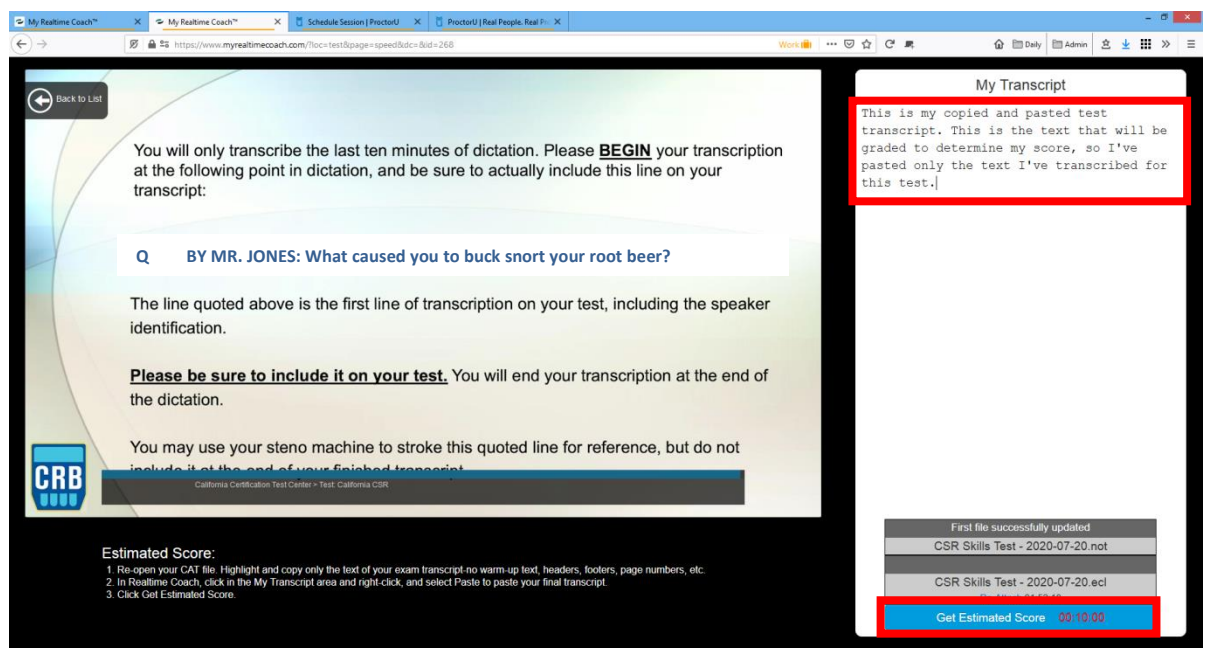 My Realtime Coach™
My Realtime Coach™
Schedule Session | ProctorU
ProctorU | Real People. Real
https://www.myrealtimecoach.com/?loc=test&page=speed&dc=&id=268
Work
Daily
Admin
Back to List
You will only transcribe the last ten minutes of dictation. Please BEGIN your transcription
at the following point in dictation, and be sure to actually include this line on your
transcript:
Q BY MR. JONES: What caused you to buck snort your root beer?
The line quoted above is the first line of transcription on your test, including the speaker
identification.
Please be sure to include it on your test. You will end your transcription at the end of
the dictation.
You may use your steno machine to stroke this quoted line for reference, but do not
include it at the end of your finished transcript
CRB
California Certification Test Center > Test: California CSR
Estimated Score:
1. Re-open your CAT file. Highlight and copy only the text of your exam transcript-no warm-up text, headers, footers, page numbers, etc.
2. In Realtime Coach, click in the My Transcript area and right-click, and select Paste to paste your final transcript.
3. Click Get Estimated Score.
My Transcript
This is my copied and pasted test
transcript. This is the text that will be
graded to determine my score, so I've
pasted only the text I've transcribed for
this test.
First file successfully updated
CSR Skills Test - 2020-07-20.not
CSR Skills Test - 2020-07-20.ecl
Get Estimated Score 00:10:00